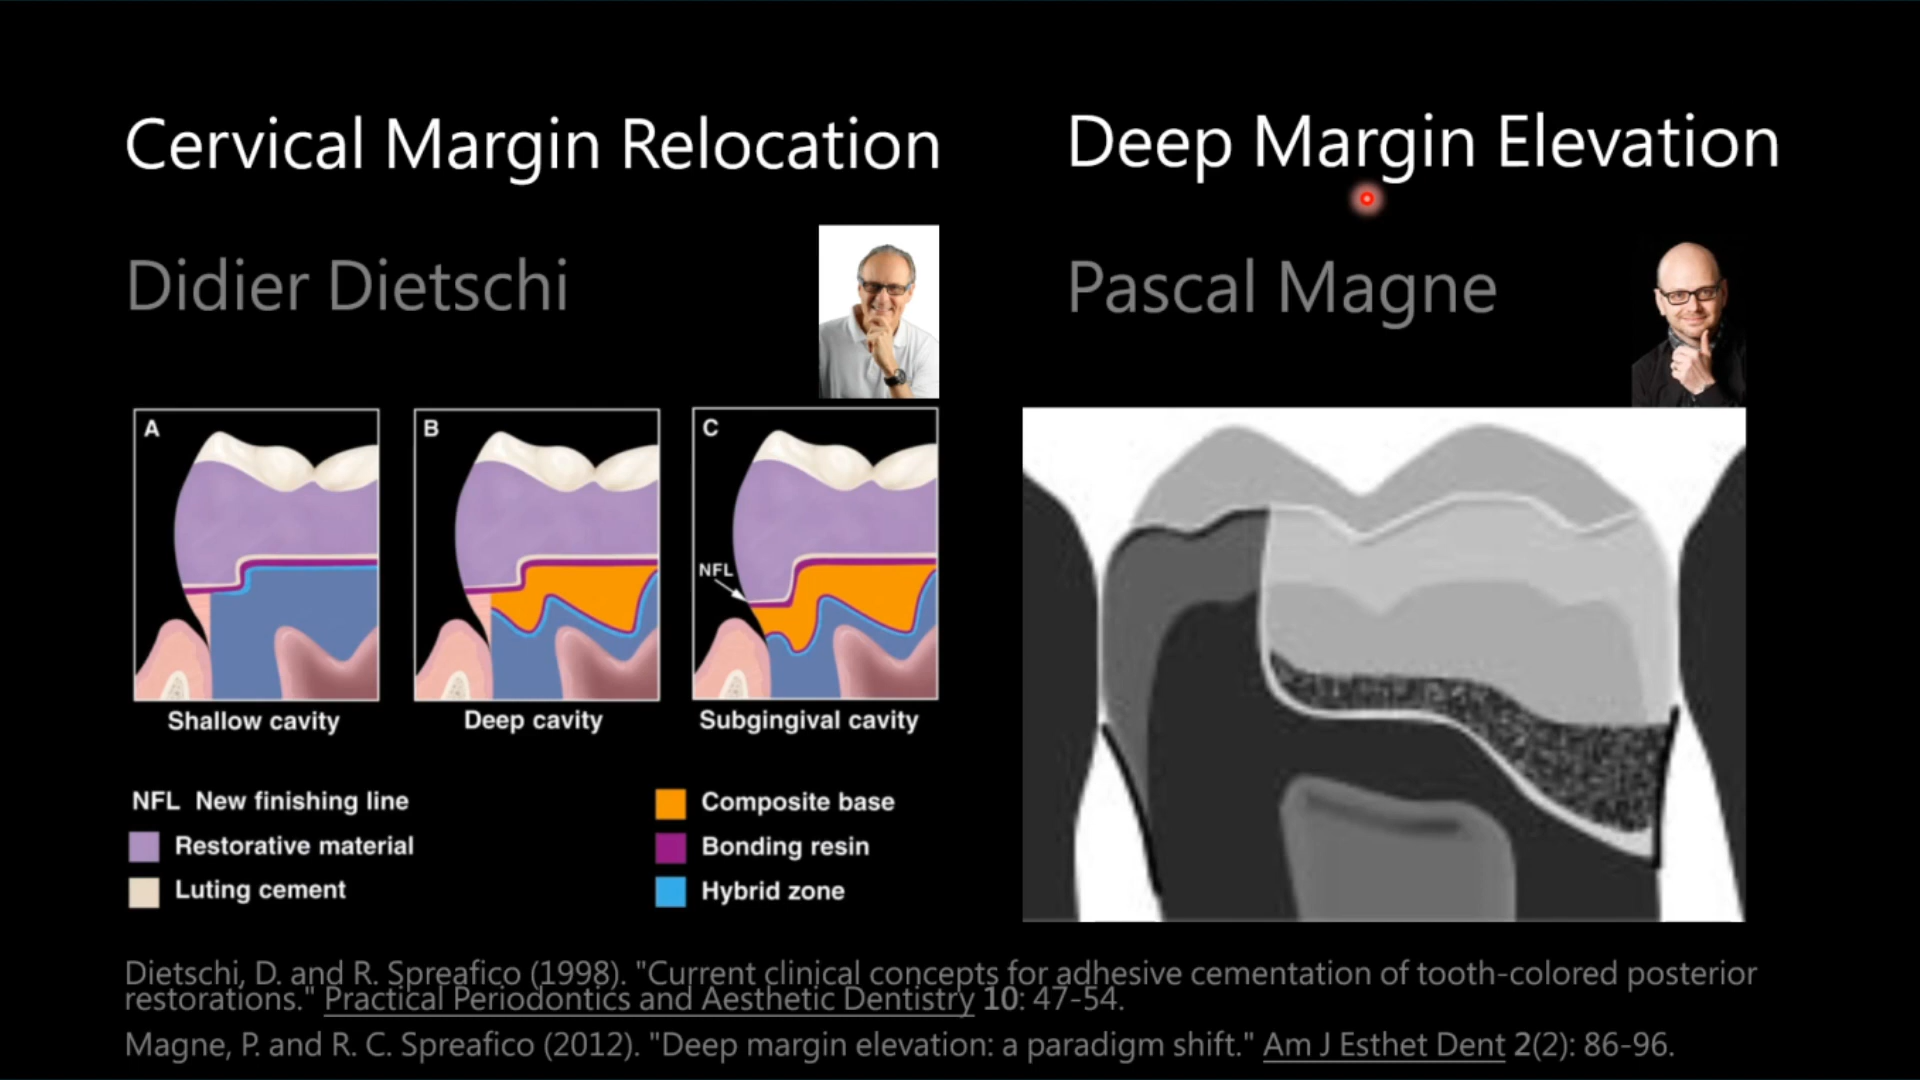 Cervical Margin Relocation
Deep Margin Elevation
Didier Dietschi
Pascal Magne
A
B
C
NFL
Shallow cavity
Deep cavity
Subgingival cavity
NFL New finishing line
Restorative material
Luting cement
Composite base
Bonding resin
Hybrid zone
Dietschi, D. and R. Spreafico (1998). "Current clinical concepts for adhesive cementation of tooth-colored posterior
restorations." Practical Periodontics and Aesthetic Dentistry 10: 47-54.
Magne, P. and R. C. Spreafico (2012). "Deep margin elevation: a paradigm shift." Am J Esthet Dent 2(2): 86-96.